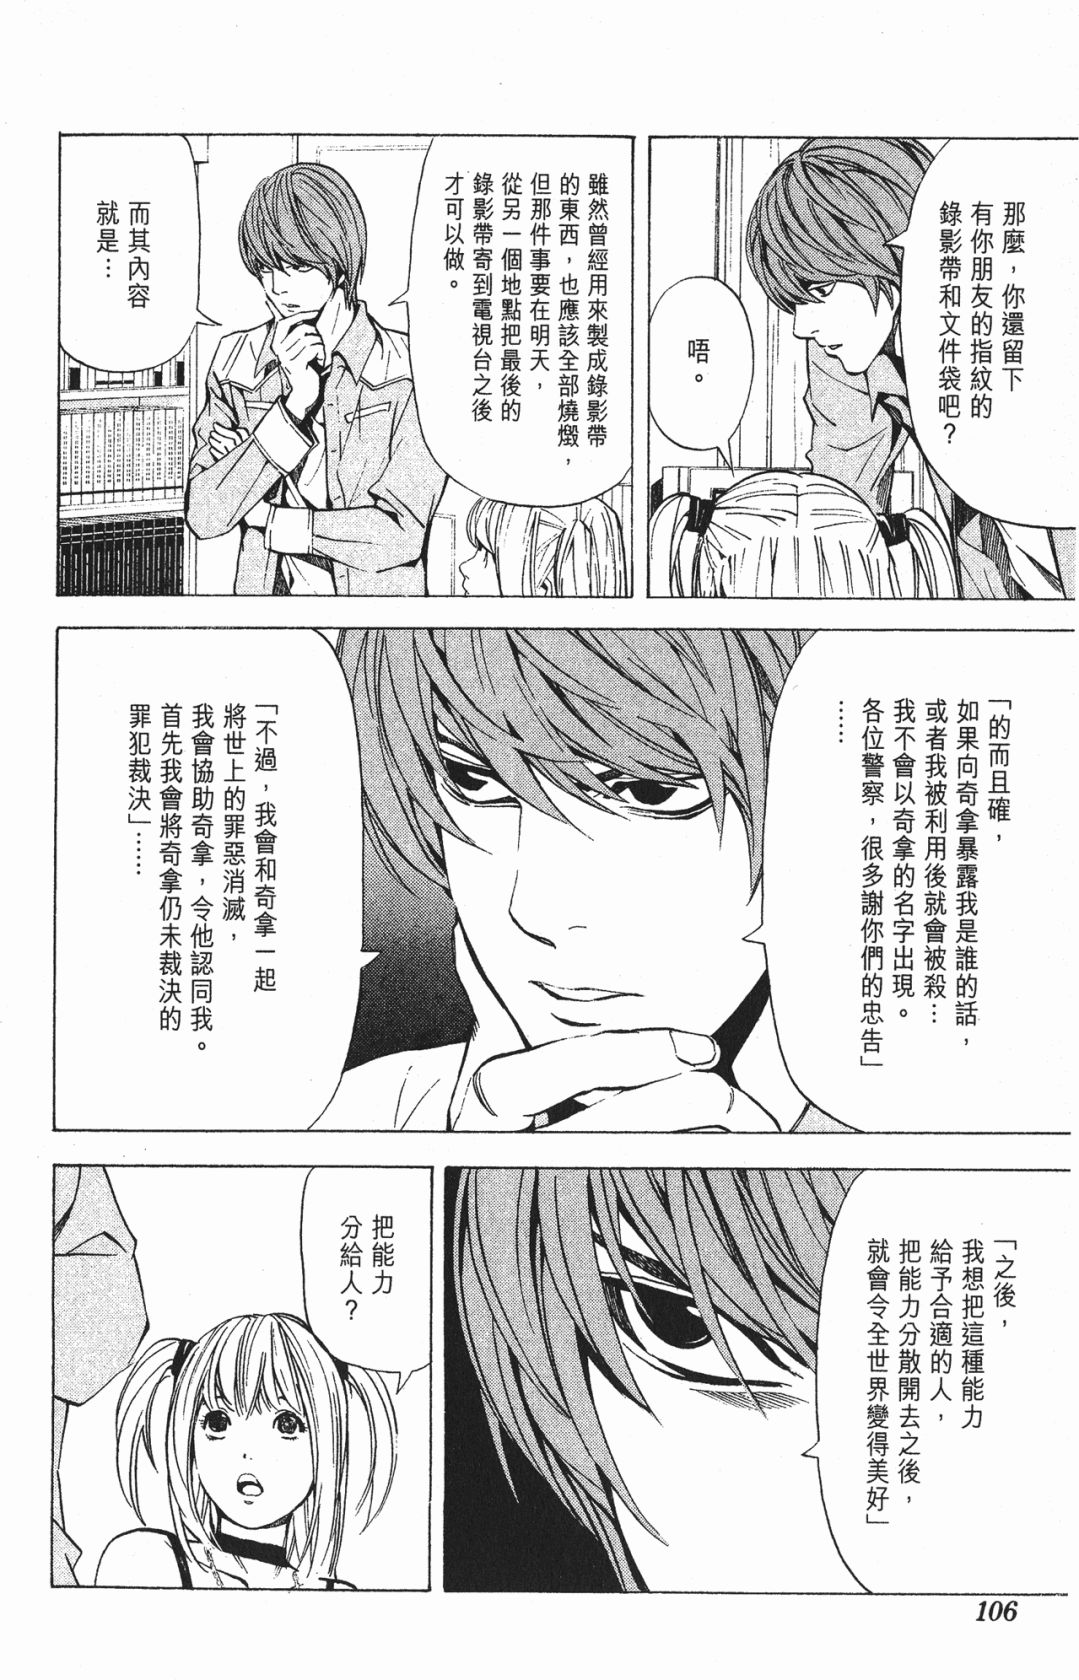 那麼，你還留下
有你朋友的指紋的
錄影帶和文件袋吧？
唔。
雖然曾經用來製成錄影帶
的東西，也應該全部燒燬，
但那件事要在明天，
從另一個地點把最後的
錄影帶寄到電視台之後
才可以做。
而其內容
就是…
「的而且確，
如果向奇拿暴露我是誰的話，
或者我被利用後就會被殺…
我不會以奇拿的名字出現。
各位警察，很多謝你們的忠告」
……
「不過，我會和奇拿一起
將世上的罪惡消滅，
我會協助奇拿，令他認同我。
首先我會將奇拿仍未裁決的
罪犯裁決」……
「之後，
我想把這種能力
給予合適的人，
把能力分散開去之後，
就會令全世界變得美好」
把能力
分給人？
106